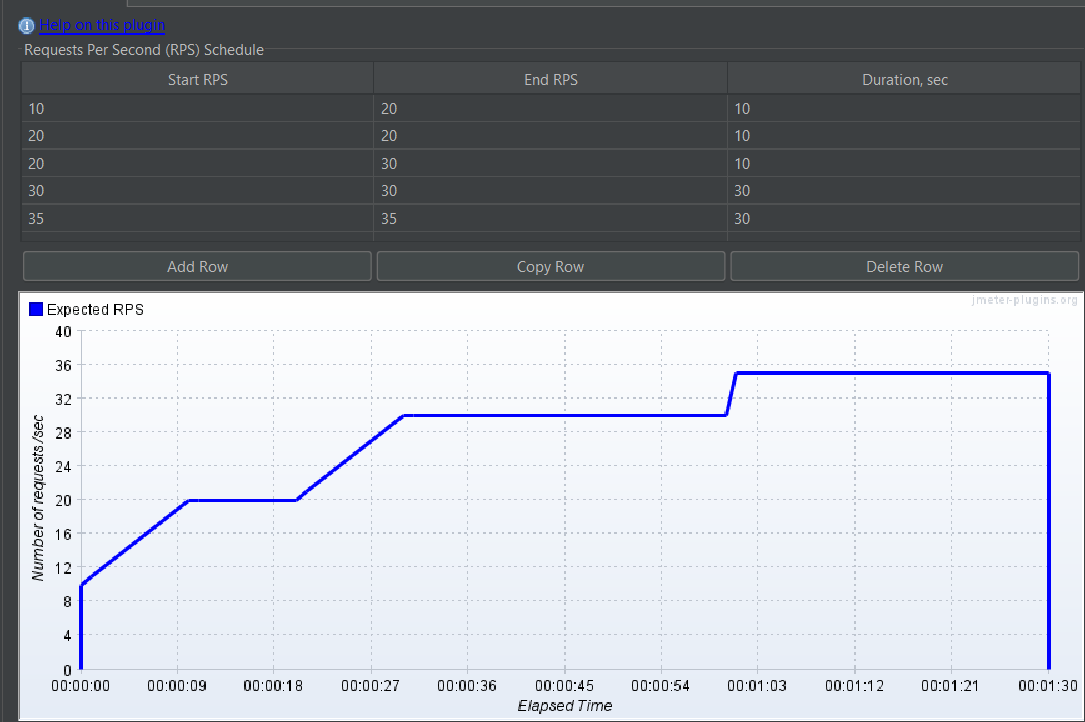 Help on this plugin
Requests Per Second (RPS) Schedule
Start RPS End RPS Duration, sec
10 20 10
20 20 10
20 30 10
30 30 30
35 35 30
Add Row Copy Row Delete Row
jmeter-plugins.org
Expected RPS
40
36
32
28
24
20
16
12
8
4
0
Number of requests/sec
00:00:00 00:00:09 00:00:18 00:00:27 00:00:36 00:00:45 00:00:54 00:01:03 00:01:12 00:01:21 00:01:30
Elapsed Time